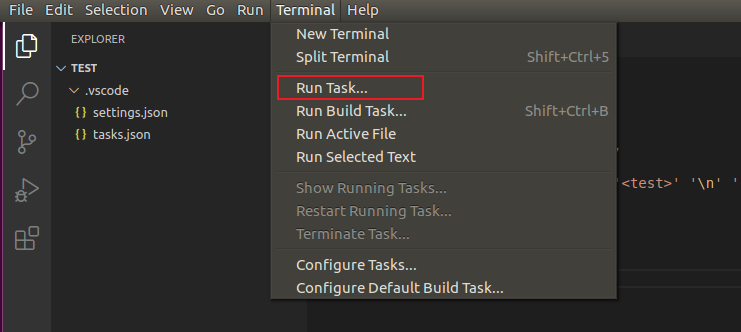 File Edit Selection View Go Run Terminal Help
EXPLORER
TEST
.vscode
{ } settings.json
{ } tasks.json
New Terminal
Split Terminal Shift+Ctrl+5
Run Task...
Run Build Task... Shift+Ctrl+B
Run Active File
Run Selected Text
Show Running Tasks...
Restart Running Task...
Terminate Task...
Configure Tasks...
Configure Default Build Task...
'<test>' '\n' '